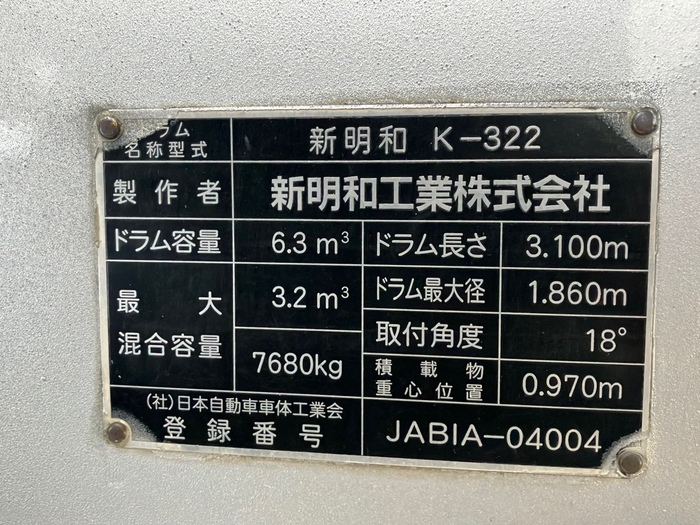 ドラム
名称型式 新明和 K-322
製作者 新明和工業株式会社
ドラム容量 6.3 m³ ドラム長さ 3.100m
最大混合容量 3.2 m³ ドラム最大径 1.860m
7680kg 取付角度 18°
積載物重心位置 0.970m
(社)日本自動車車体工業会
登録番号 JABIA-04004